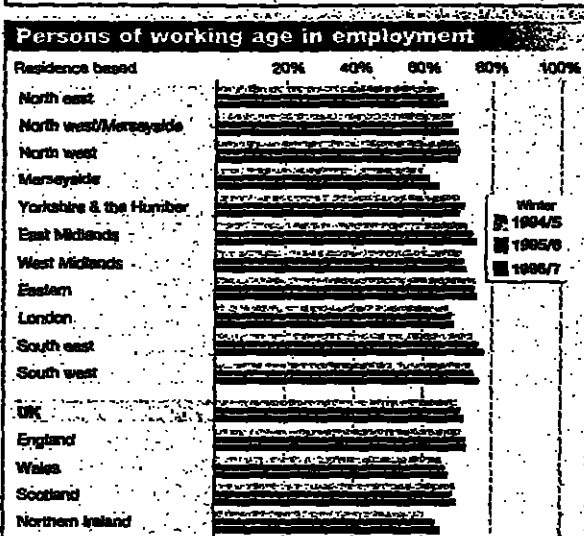 Persons of working age in employment
Residence based 20% 40% 60% 80% 100%
North east
North west/Merseyside
North west
Merseyside
Yorkshire & the Humber
East Midlands
West Midlands
Eastern
London
South east
South west
UK
England
Wales
Scotland
Northern Ireland
Winter
1994/5
1995/6
1996/7